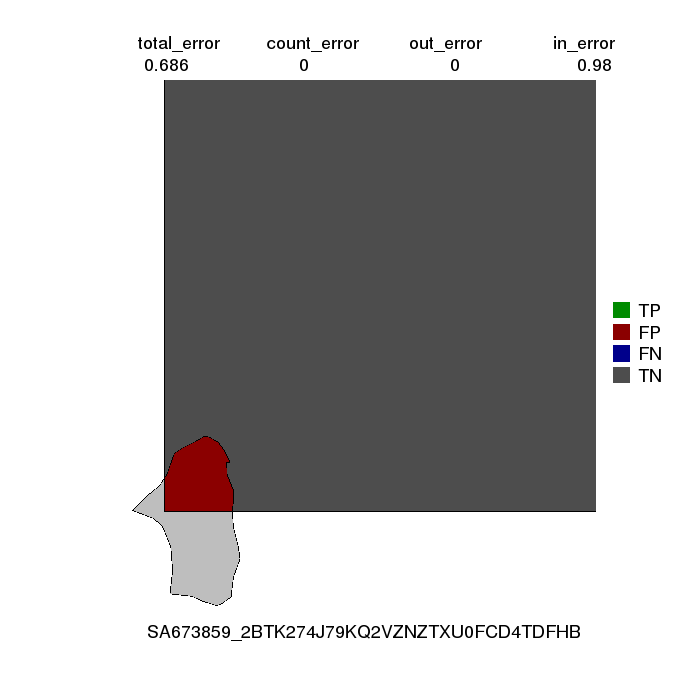 total_error count_error out_error in_error
0.686 0 0 0.98
TP
FP
FN
TN
SA673859_2BTK274J79KQ2VZNZTXU0FCD4TDFHB